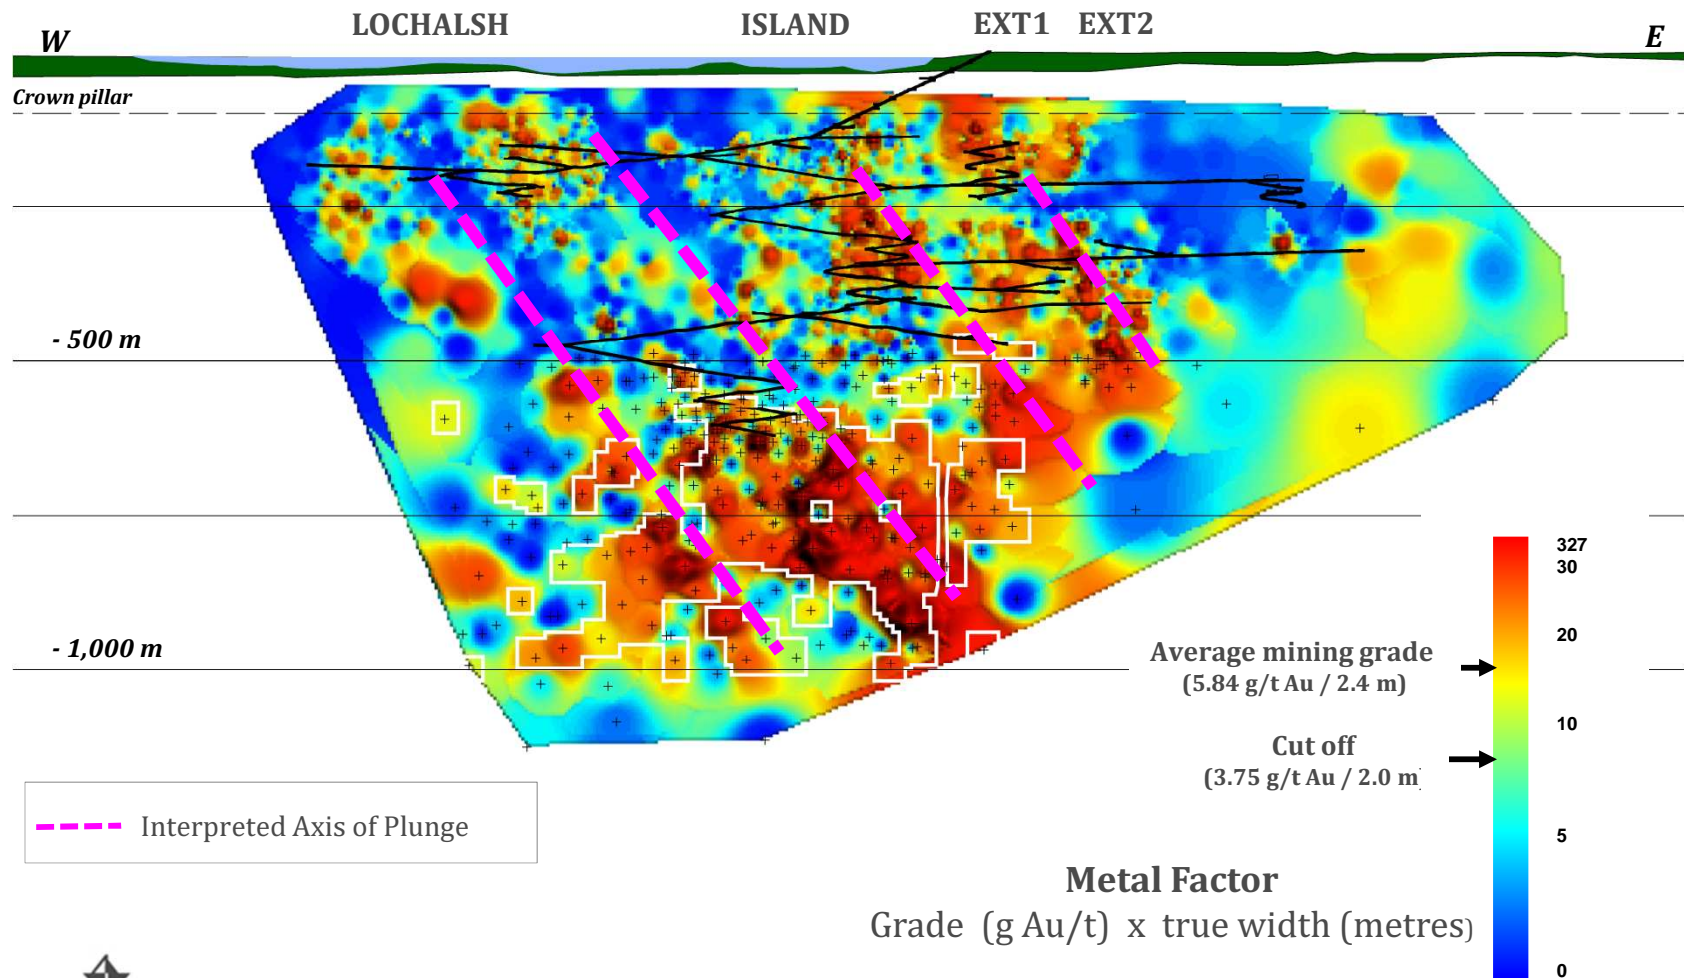 LOCHALSH ISLAND EXT1 EXT2
W E
Crown pillar
- 500 m
- 1,000 m
Average mining grade
(5.84 g/t Au / 2.4 m)
Cut off
(3.75 g/t Au / 2.0 m
327
30
20
10
5
0
Interpreted Axis of Plunge
Metal Factor
Grade (g Au/t) x true width (metres)